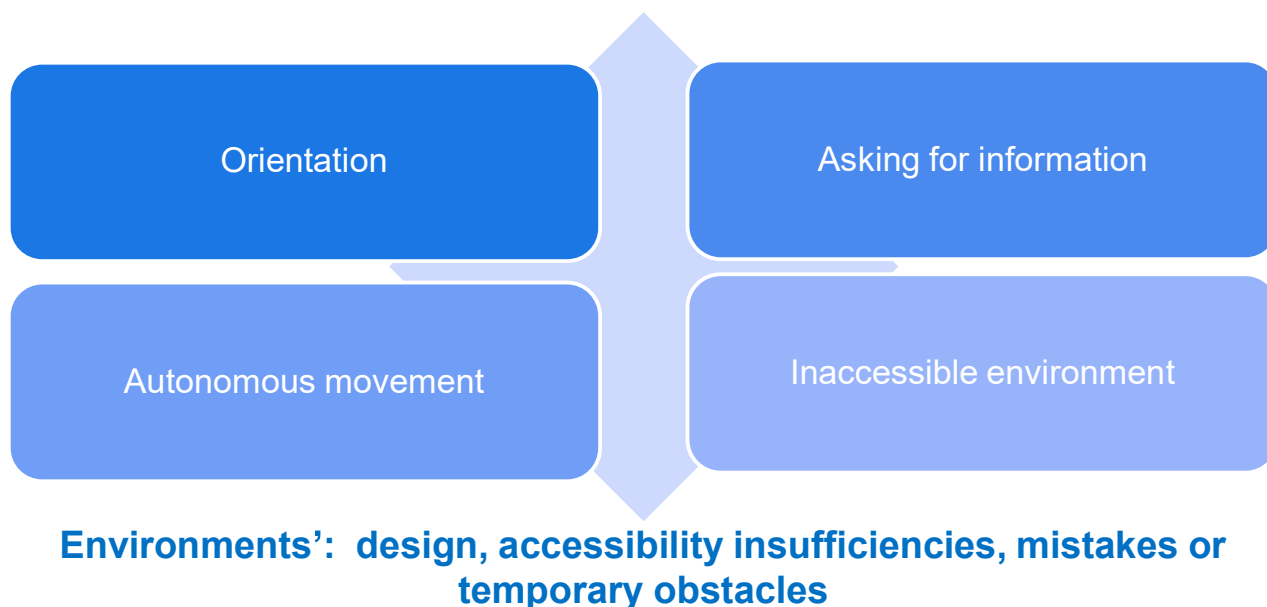 Orientation
Asking for information
Autonomous movement
Inaccessible environment
Environments’:  design, accessibility insufficiencies, mistakes or
temporary obstacles